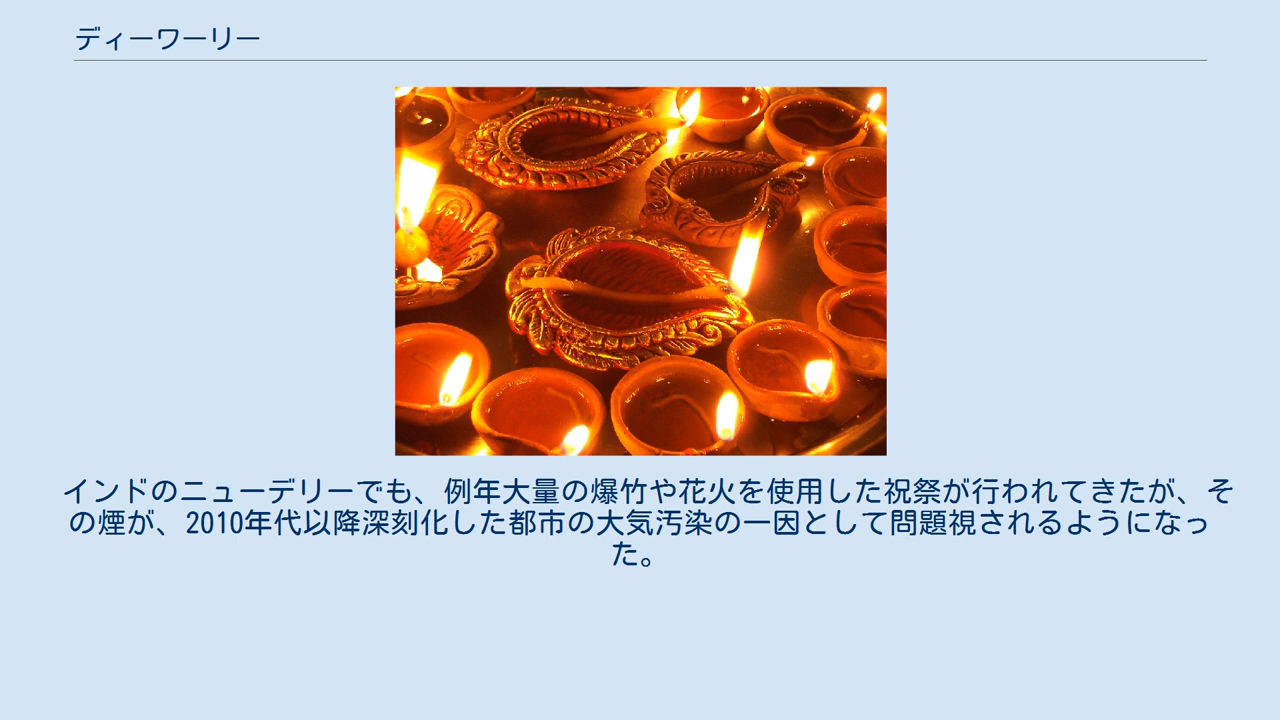 ディーワーリー
インドのニューデリーでも、例年大量の爆竹や花火を使用した祝祭が行われてきたが、そ
の煙が、2010年代以降深刻化した都市の大気汚染の一因として問題視されるようになっ
た。